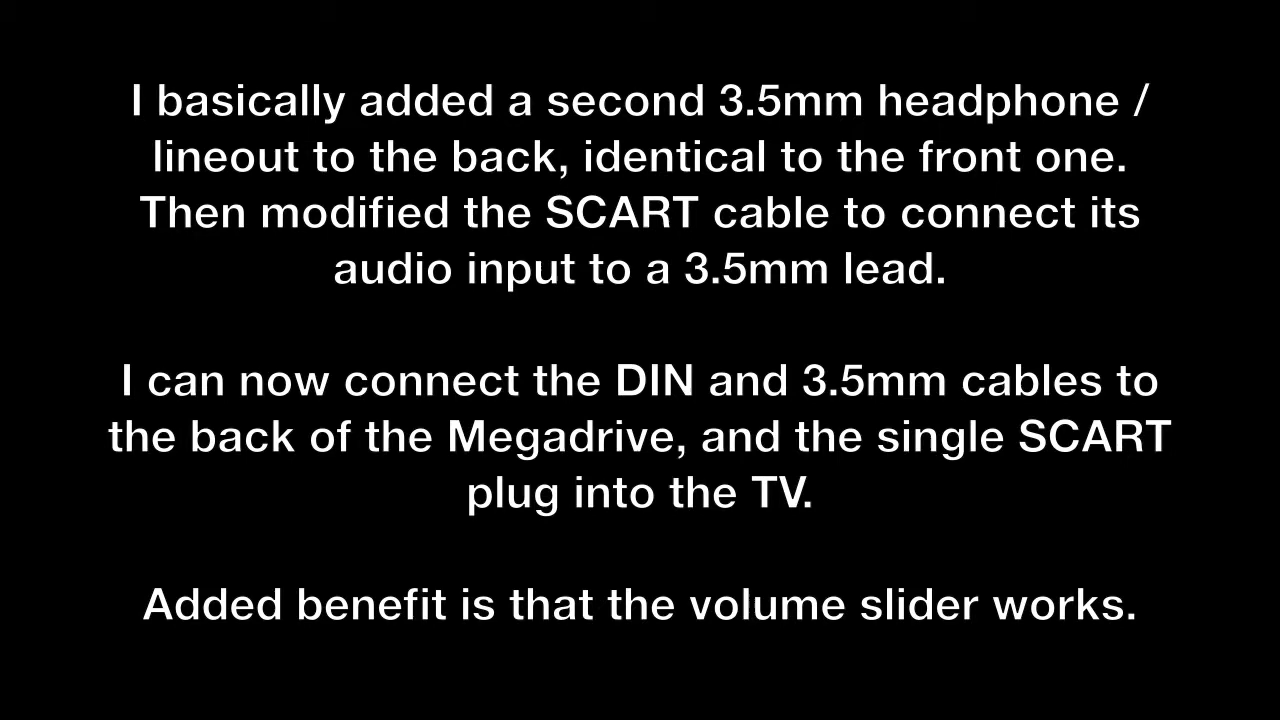 I basically added a second 3.5mm headphone /
lineout to the back, identical to the front one.
Then modified the SCART cable to connect its
audio input to a 3.5mm lead.
I can now connect the DIN and 3.5mm cables to
the back of the Megadrive, and the single SCART
plug into the TV.
Added benefit is that the volume slider works.